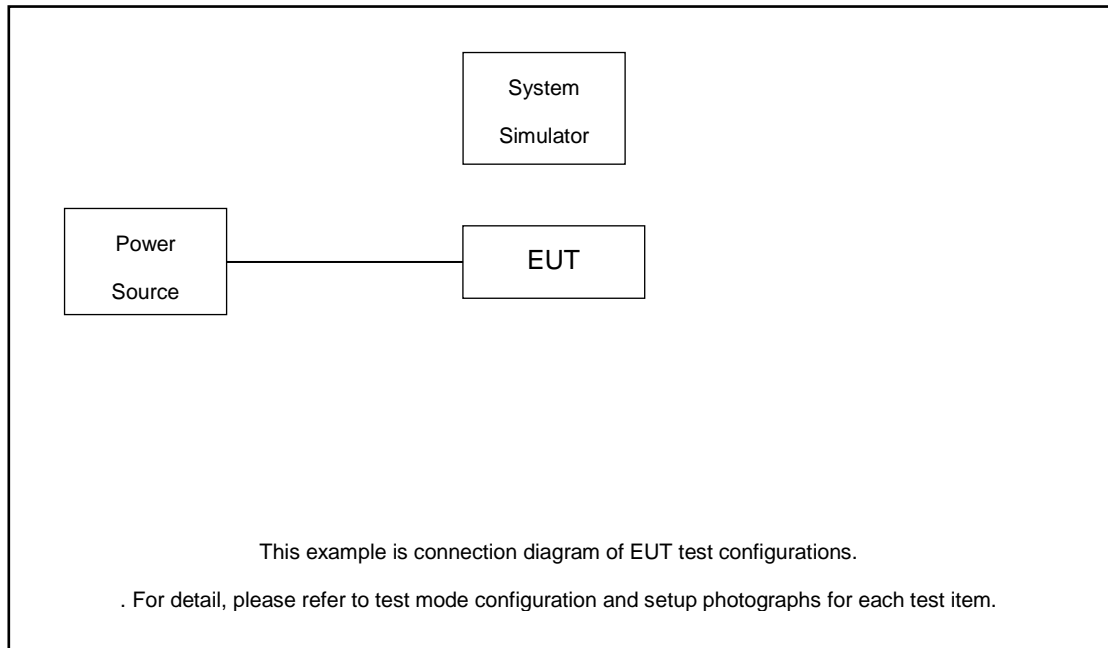 System
Simulator
Power
Source
EUT
This example is connection diagram of EUT test configurations.
. For detail, please refer to test mode configuration and setup photographs for each test item.